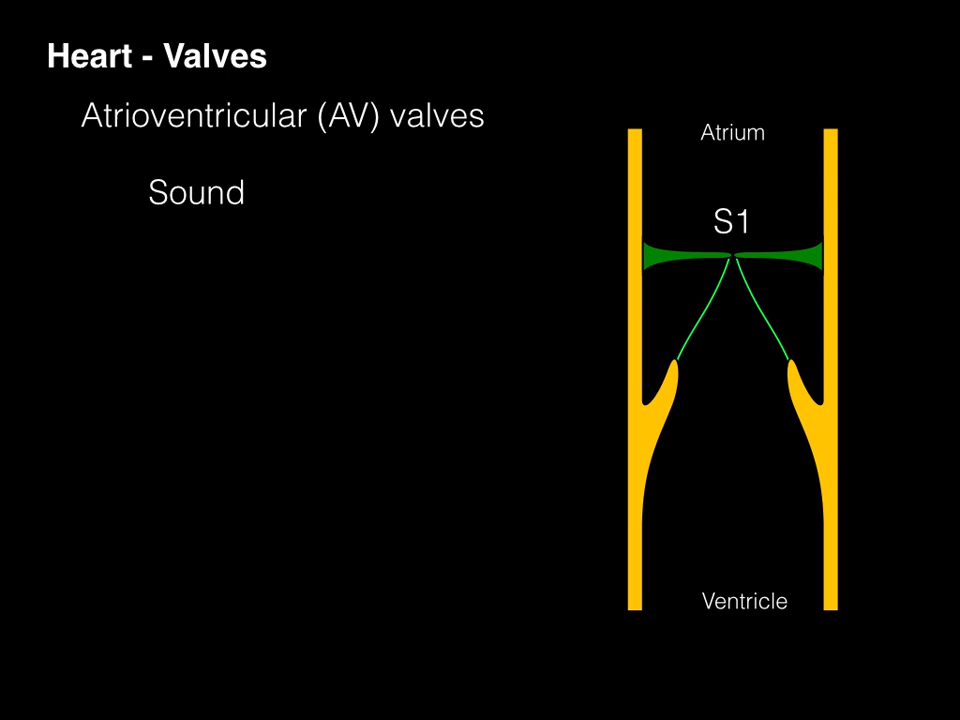 Heart - Valves
Atrioventricular (AV) valves
Sound
Atrium
S1
Ventricle